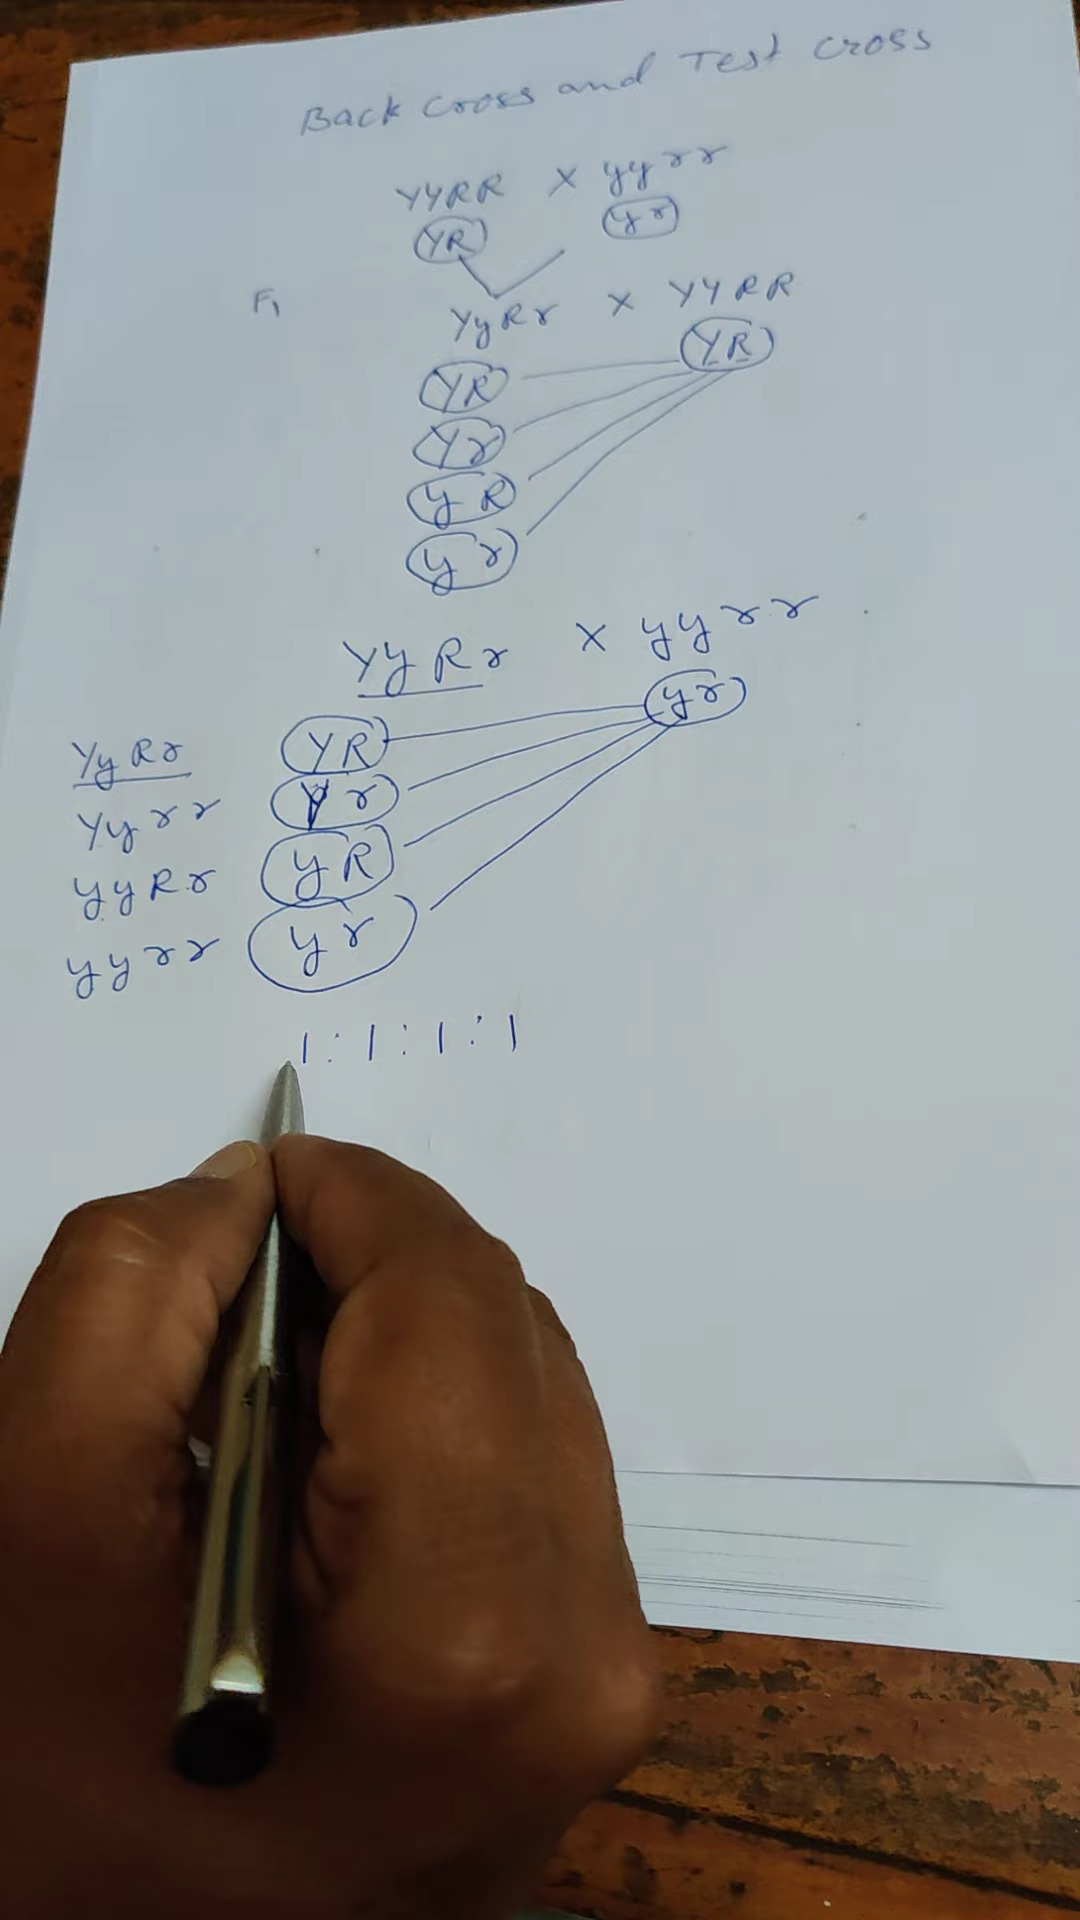 Back Cross and Test Cross
YYRR X yyrr
YR yr
F1
YyRr X YYRR
YR YR
Yr
yR
yr
YyRr X yyrr
yr
YyRr YR
Yyrr Yr
yyRr yR
yyrr yr
1:1:1:1